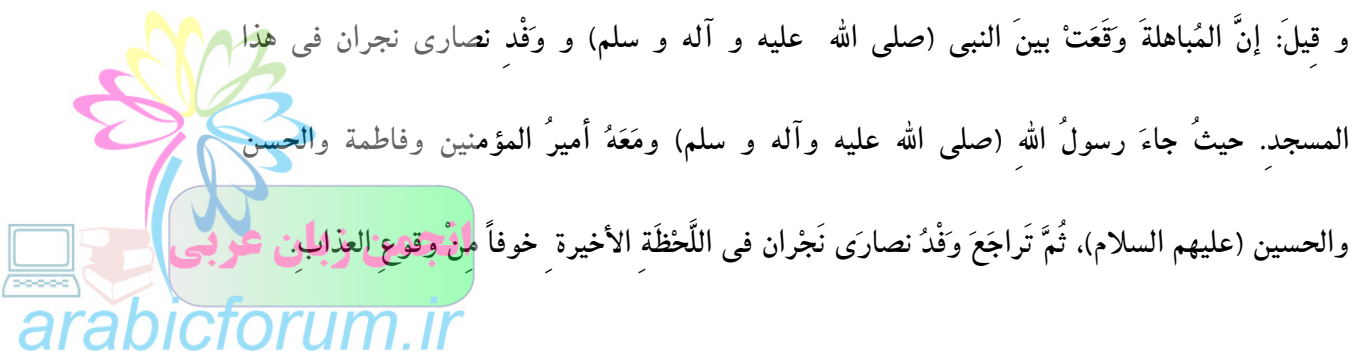 و قِيلَ: إنَّ المُباهلةَ وَقَعَتْ بينَ النبى (صلى الله عليه و آله و سلم) و وَفْدِ نصارى نجران فى هذا
المسجدِ. حيثُ جاءَ رسولُ اللهِ (صلى الله عليه وآله و سلم) ومَعَهُ أميرُ المؤمنين وفاطمة والحسن
والحسين (عليهم السلام)، ثُمَّ تَراجَعَ وَفْدُ نصارَى نَجْران فى اللَّحْظَةِ الأخيرةِ خوفاً مِنْ وقوعِ العذابِ.
انجمن زبان عربی
arabicforum.ir